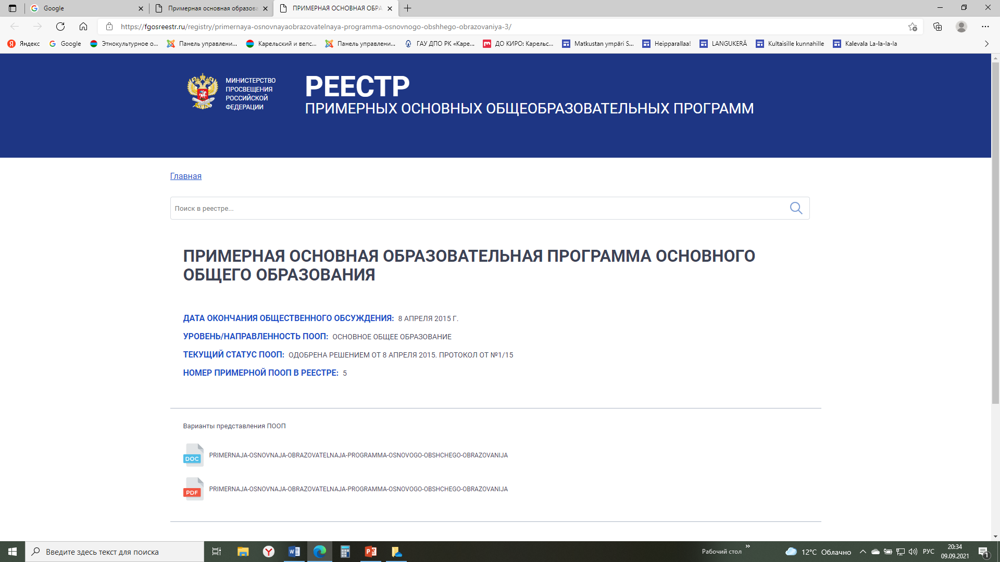 Google
Примерная основная образова
ПРИМЕРНАЯ ОСНОВНАЯ ОБРА
https://fgosreestr.ru/registry/primernaya-osnovnayaobrazovatelnaya-programma-osnovnogo-obshhego-obrazovaniya-3/
Яндекс
Google
Этнокультурное о...
Панель управлени...
Карельский и вепс...
Панель управлени...
ГАУ ДПО РК «Каре...
ДО КИРО: Карельс...
Matkustan ympäri S...
Heipparallaa!
LANGUKERÄ
Kultaisille kunnahille
Kalevala La-la-la-la
МИНИСТЕРСТВО
ПРОСВЕЩЕНИЯ
РОССИЙСКОЙ
ФЕДЕРАЦИИ
РЕЕСТР
ПРИМЕРНЫХ ОСНОВНЫХ ОБЩЕОБРАЗОВАТЕЛЬНЫХ ПРОГРАММ
Главная
Поиск в реестре...
ПРИМЕРНАЯ ОСНОВНАЯ ОБРАЗОВАТЕЛЬНАЯ ПРОГРАММА ОСНОВНОГО
ОБЩЕГО ОБРАЗОВАНИЯ
ДАТА ОКОНЧАНИЯ ОБЩЕСТВЕННОГО ОБСУЖДЕНИЯ: 8 АПРЕЛЯ 2015 Г.
УРОВЕНЬ/НАПРАВЛЕННОСТЬ ПООП: ОСНОВНОЕ ОБЩЕЕ ОБРАЗОВАНИЕ
ТЕКУЩИЙ СТАТУС ПООП: ОДОБРЕНА РЕШЕНИЕМ ОТ 8 АПРЕЛЯ 2015. ПРОТОКОЛ ОТ №1/15
НОМЕР ПРИМЕРНОЙ ПООП В РЕЕСТРЕ: 5
Варианты представления ПООП
DOC PRIMERNAJA-OSNOVNAJA-OBRAZOVATELNAJA-PROGRAMMA-OSNOVOGO-OBSHCHEGO-OBRAZOVANIJA
PDF PRIMERNAJA-OSNOVNAJA-OBRAZOVATELNAJA-PROGRAMMA-OSNOVOGO-OBSHCHEGO-OBRAZOVANIJA
Введите здесь текст для поиска
Рабочий стол
12°C Облачно
РУС
20:34
09.09.2021
1